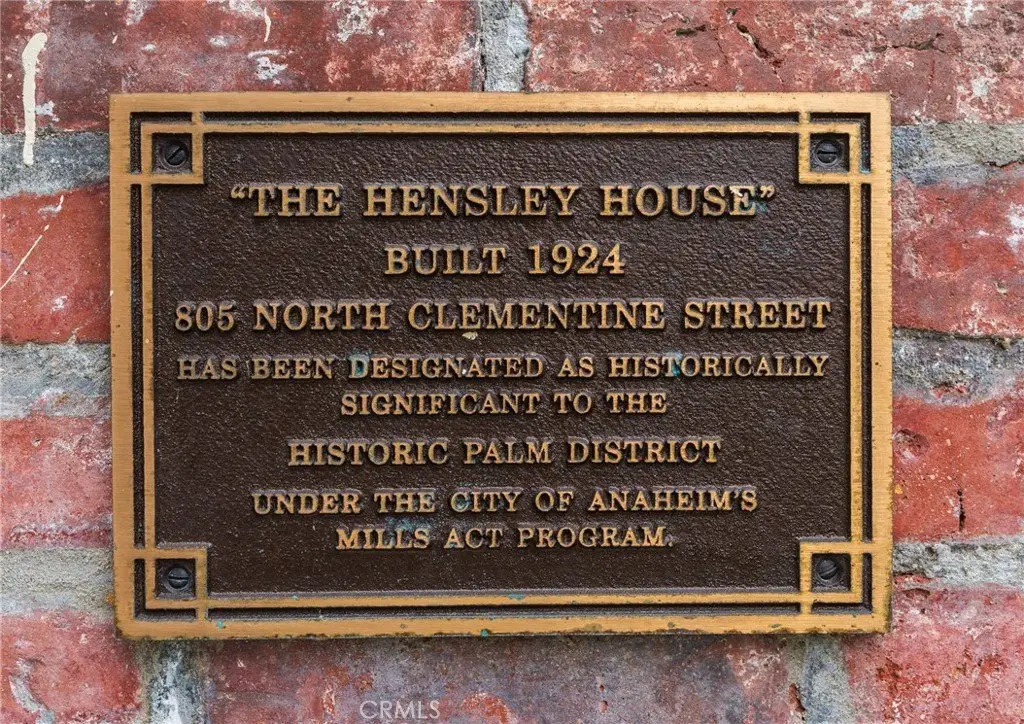 “THE HENSLEY HOUSE”
BUILT 1924
805 NORTH CLEMENTINE STREET
HAS BEEN DESIGNATED AS HISTORICALLY
SIGNIFICANT TO THE
HISTORIC PALM DISTRICT
UNDER THE CITY OF ANAHEIM'S
MILLS ACT PROGRAM.
CRMLS